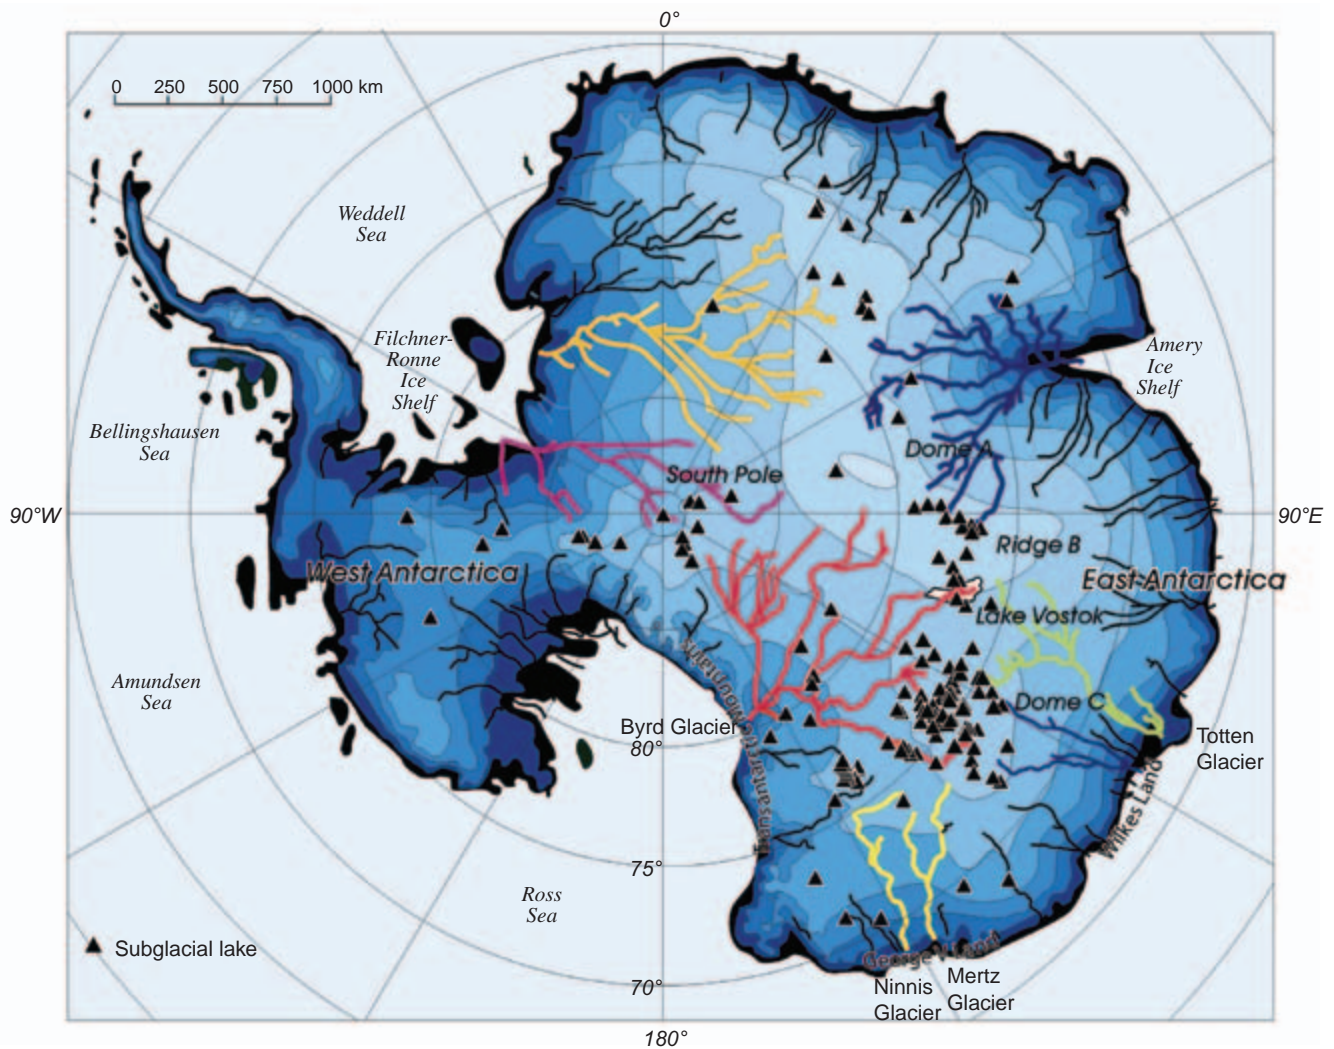 0°
0 250 500 750 1000 km
Weddell
Sea
Filchner-
Ronne
Ice
Shelf
Amery
Ice
Shelf
Bellingshausen
Sea
Dome A
South Pole
90°W
90°E
Ridge B
West Antarctica
East Antarctica
Lake Vostok
Amundsen
Sea
Transantarctic Mountains
Dome C
Byrd Glacier
80°
Totten
Glacier
Wilkes Land
75°
Ross
Sea
Subglacial lake
George V Land
Ninnis
Glacier
Mertz
Glacier
70°
180°